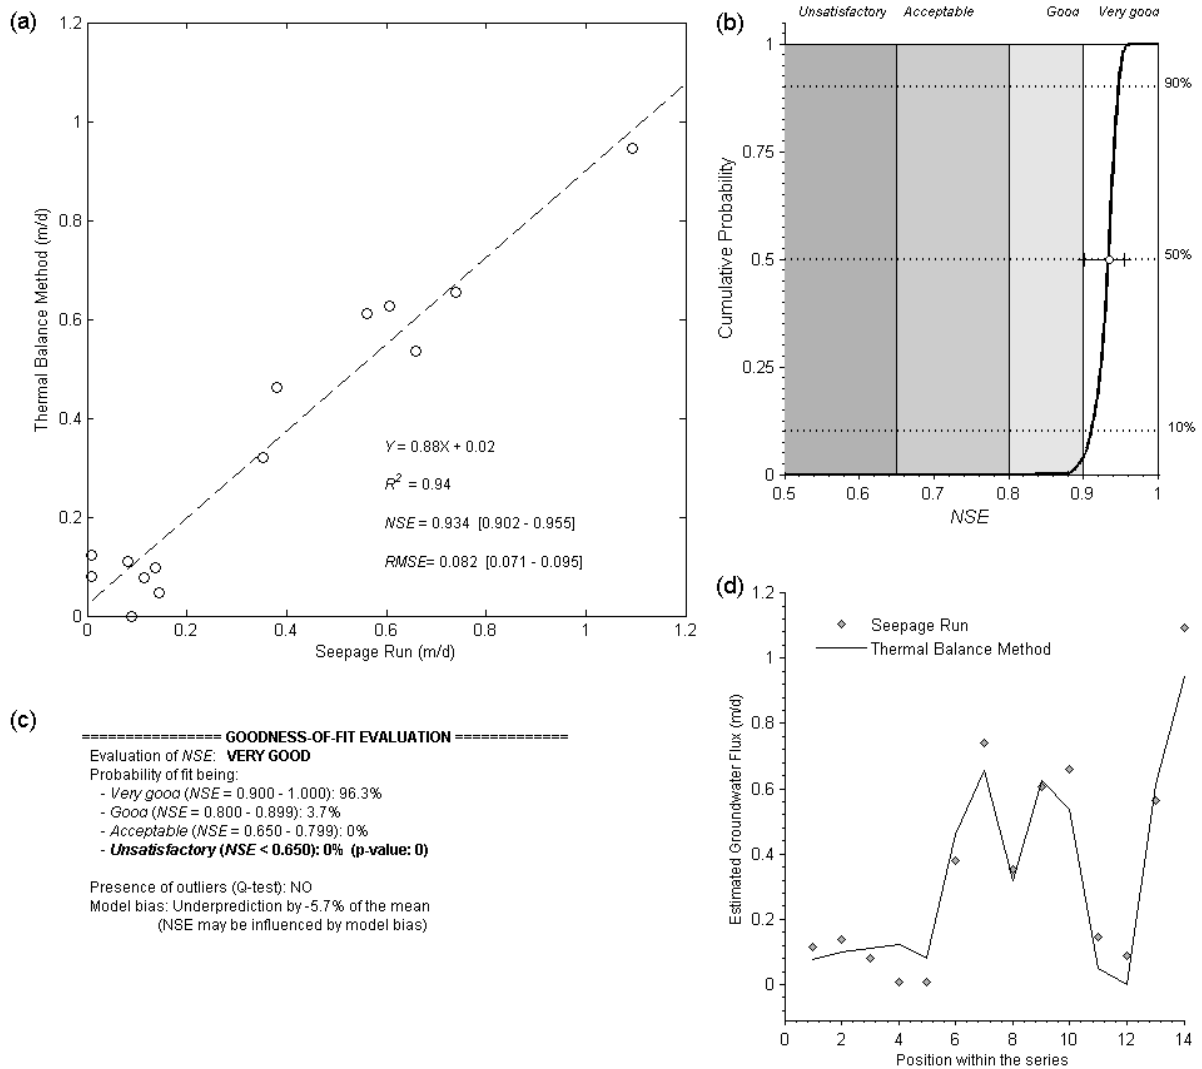 (a)
1.2
1
0.8
0.6
0.4
0.2
0
Thermal Balance Method (m/d)
Y = 0.88X + 0.02
R2 = 0.94
NSE = 0.934 [0.902 - 0.955]
RMSE= 0.082 [0.071 - 0.095]
0 0.2 0.4 0.6 0.8 1 1.2
Seepage Run (m/d)
(b)
Unsatisfactory Acceptable Good Very good
1
0.75
0.5
0.25
0
Cumulative Probability
90%
50%
10%
0.5 0.6 0.7 0.8 0.9 1
NSE
(c)
================ GOODNESS-OF-FIT EVALUATION =============
Evaluation of NSE: VERY GOOD
Probability of fit being:
- Very good (NSE = 0.900 - 1.000): 96.3%
- Good (NSE = 0.800 - 0.899): 3.7%
- Acceptable (NSE = 0.650 - 0.799): 0%
- Unsatisfactory (NSE < 0.650): 0% (p-value: 0)
Presence of outliers (Q-test): NO
Model bias: Underprediction by -5.7% of the mean
(NSE may be influenced by model bias)
(d)
1.2
1
0.8
0.6
0.4
0.2
0
Estimated Groundwater Flux (m/d)
Seepage Run
Thermal Balance Method
0 2 4 6 8 10 12 14
Position within the series